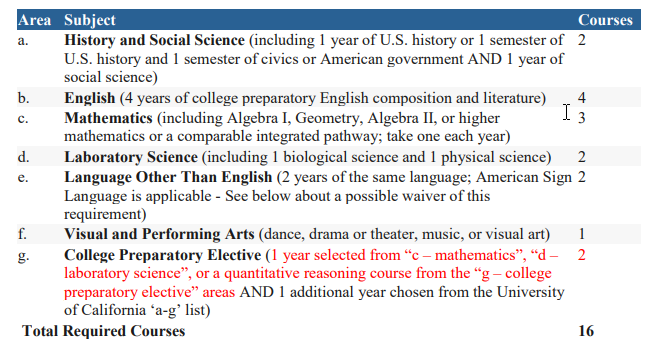 Area Subject Courses
a. History and Social Science (including 1 year of U.S. history or 1 semester of 2
U.S. history and 1 semester of civics or American government AND 1 year of
social science)
b. English (4 years of college preparatory English composition and literature) 4
c. Mathematics (including Algebra I, Geometry, Algebra II, or higher 3
mathematics or a comparable integrated pathway; take one each year)
d. Laboratory Science (including 1 biological science and 1 physical science) 2
e. Language Other Than English (2 years of the same language; American Sign 2
Language is applicable - See below about a possible waiver of this
requirement)
f. Visual and Performing Arts (dance, drama or theater, music, or visual art) 1
g. College Preparatory Elective (1 year selected from “c – mathematics”, “d – 2
laboratory science”, or a quantitative reasoning course from the “g – college
preparatory elective” areas AND 1 additional year chosen from the University
of California ‘a-g’ list)
Total Required Courses 16